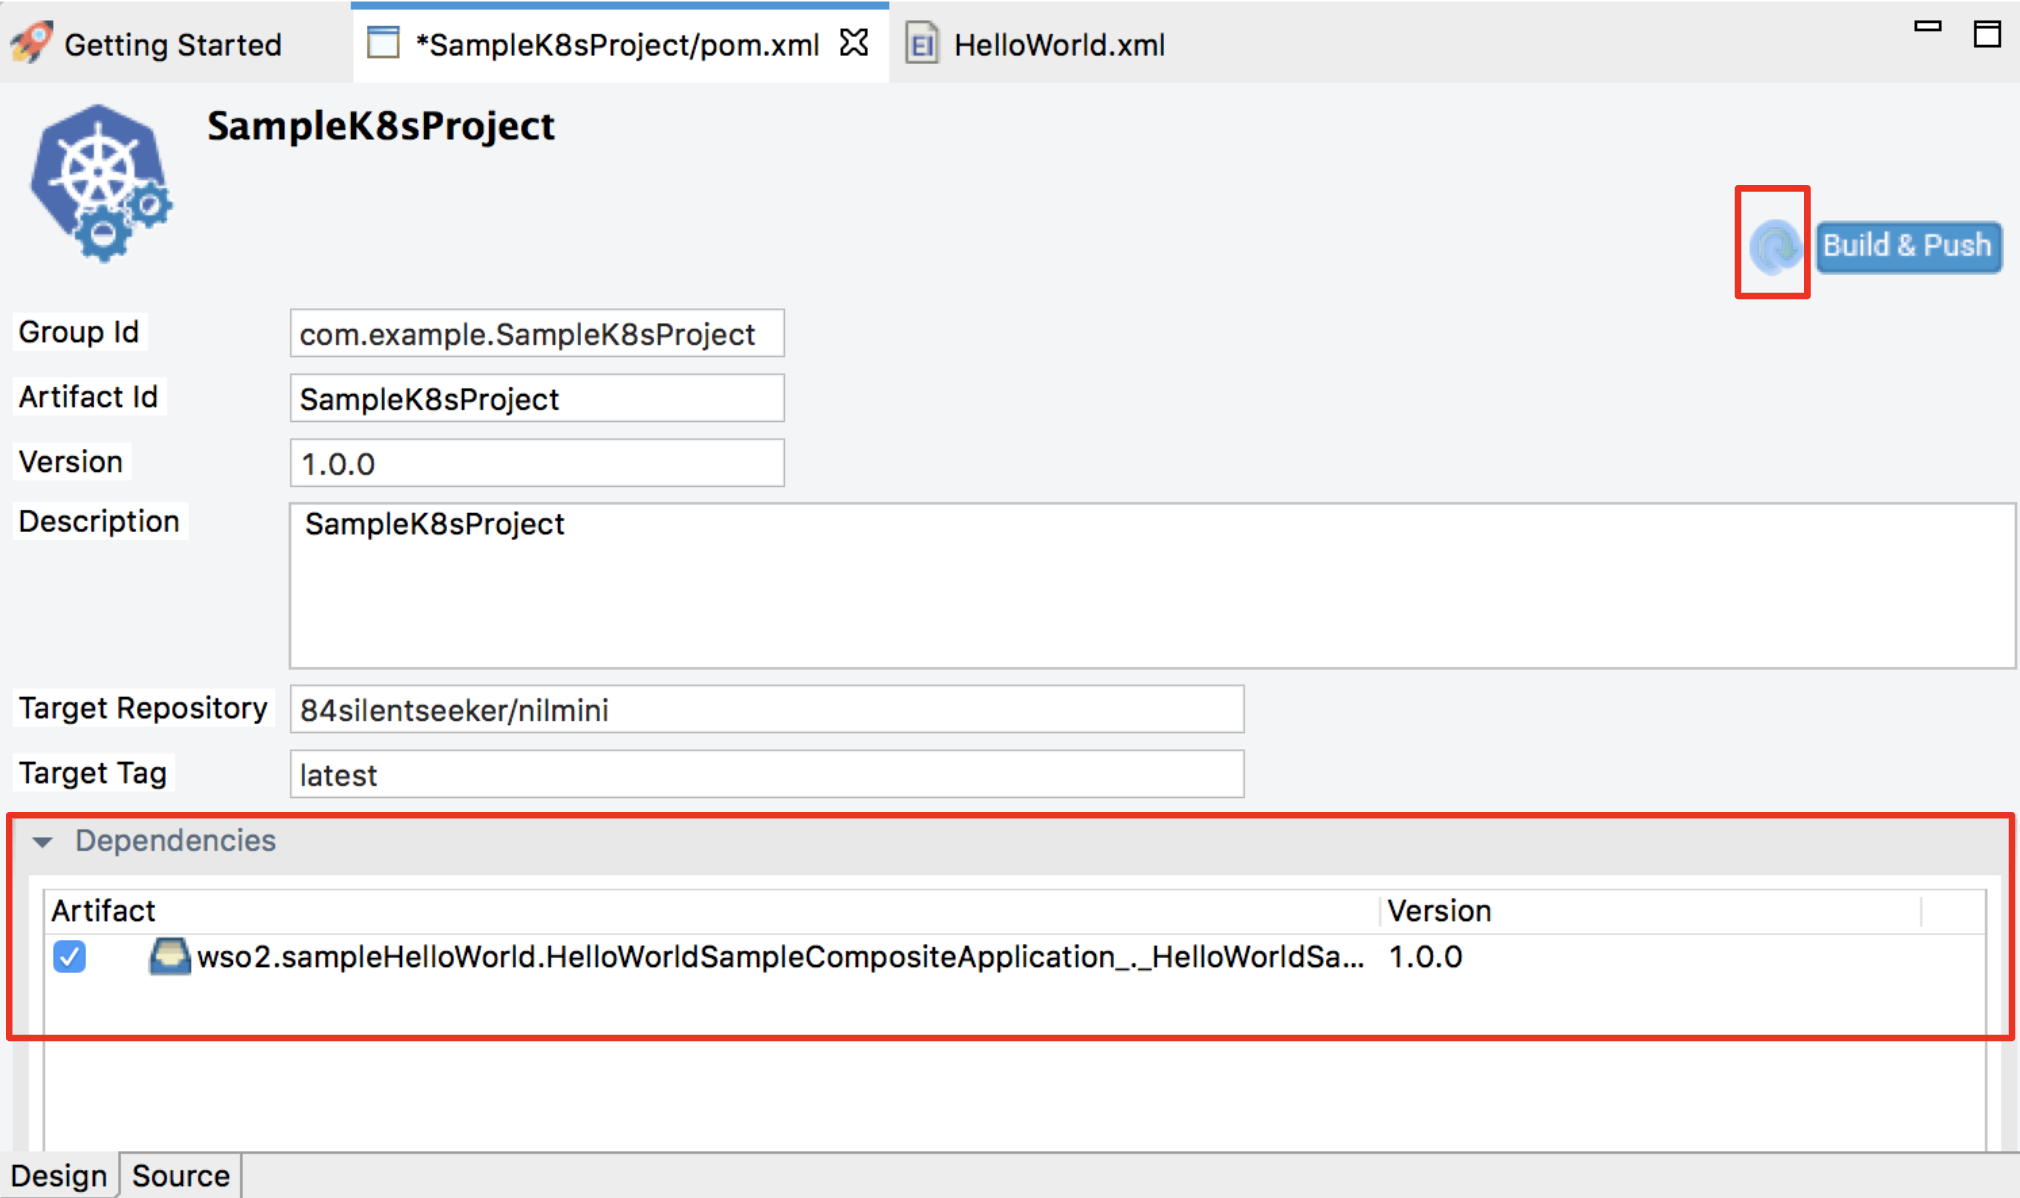 Getting Started
*SampleK8sProject/pom.xml
HelloWorld.xml
SampleK8sProject
Build & Push
Group Id
com.example.SampleK8sProject
Artifact Id
SampleK8sProject
Version
1.0.0
Description
SampleK8sProject
Target Repository
84silentseeker/nilmini
Target Tag
latest
Dependencies
Artifact
Version
wso2.sampleHelloWorld.HelloWorldSampleCompositeApplication_._HelloWorldSa...
1.0.0
Design
Source